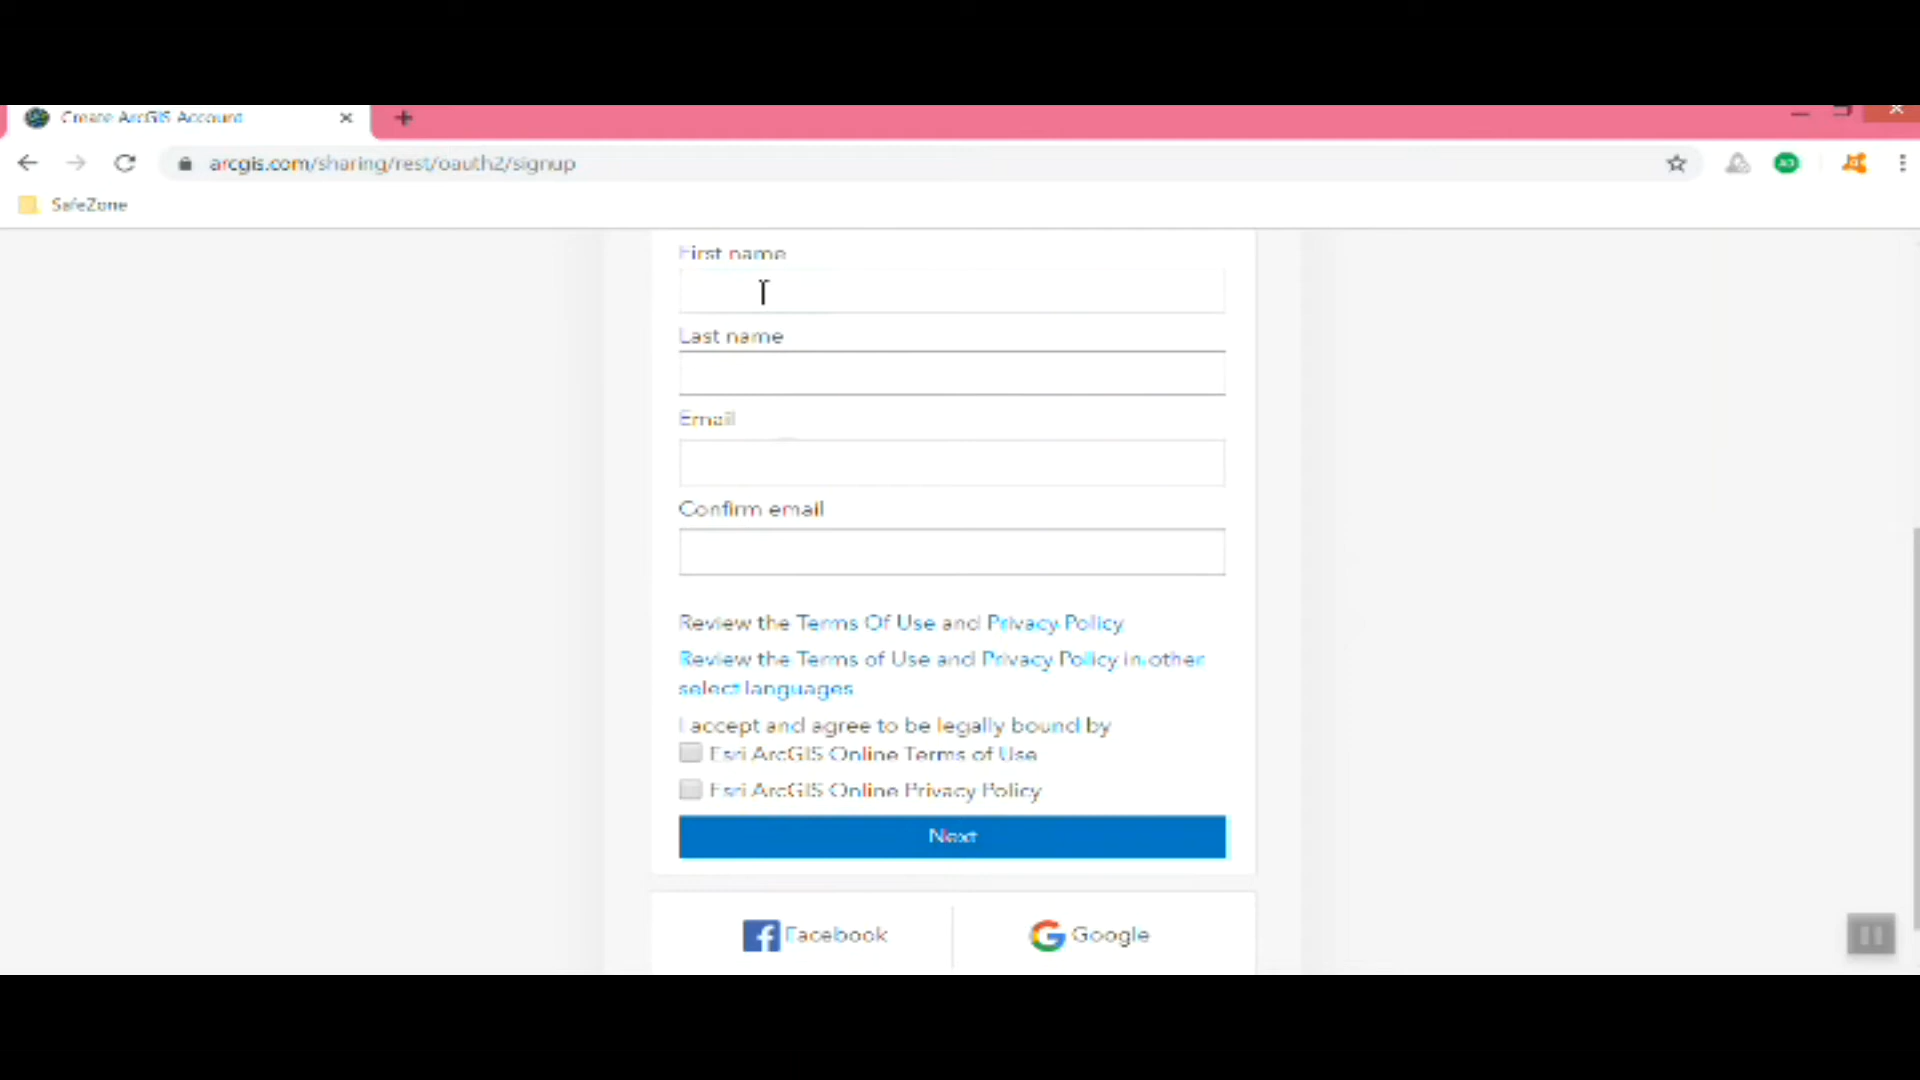 Create ArcGIS Account
arcgis.com/sharing/rest/oauth2/signup
SafeZone
First name
Last name
Email
Confirm email
Review the Terms Of Use and Privacy Policy
Review the Terms of Use and Privacy Policy in other
select languages
I accept and agree to be legally bound by
Esri ArcGIS Online Terms of Use
Esri ArcGIS Online Privacy Policy
Next
Facebook
Google